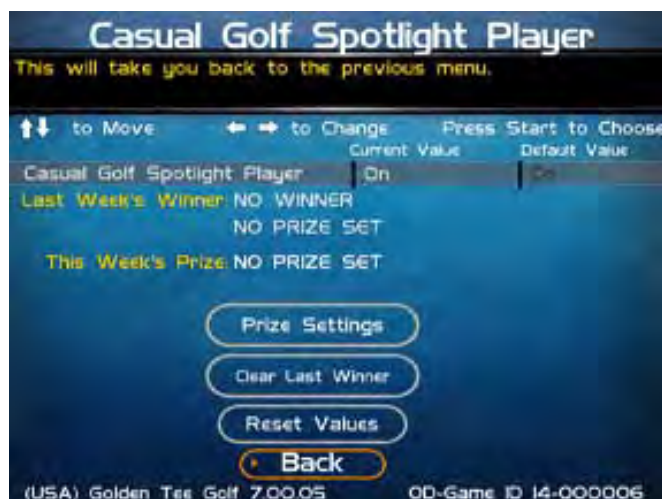 Casual Golf Spotlight Player
This will take you back to the previous menu.
to Move to Change Press Start to Choose
Current Value Default Value
Casual Golf Spotlight Player On On
Last Week's Winner: NO WINNER
NO PRIZE SET
This Week's Prize: NO PRIZE SET
Prize Settings
Clear Last Winner
Reset Values
Back
(USA) Golden Tee Golf 7.00.05 OD-Game ID 14-000006